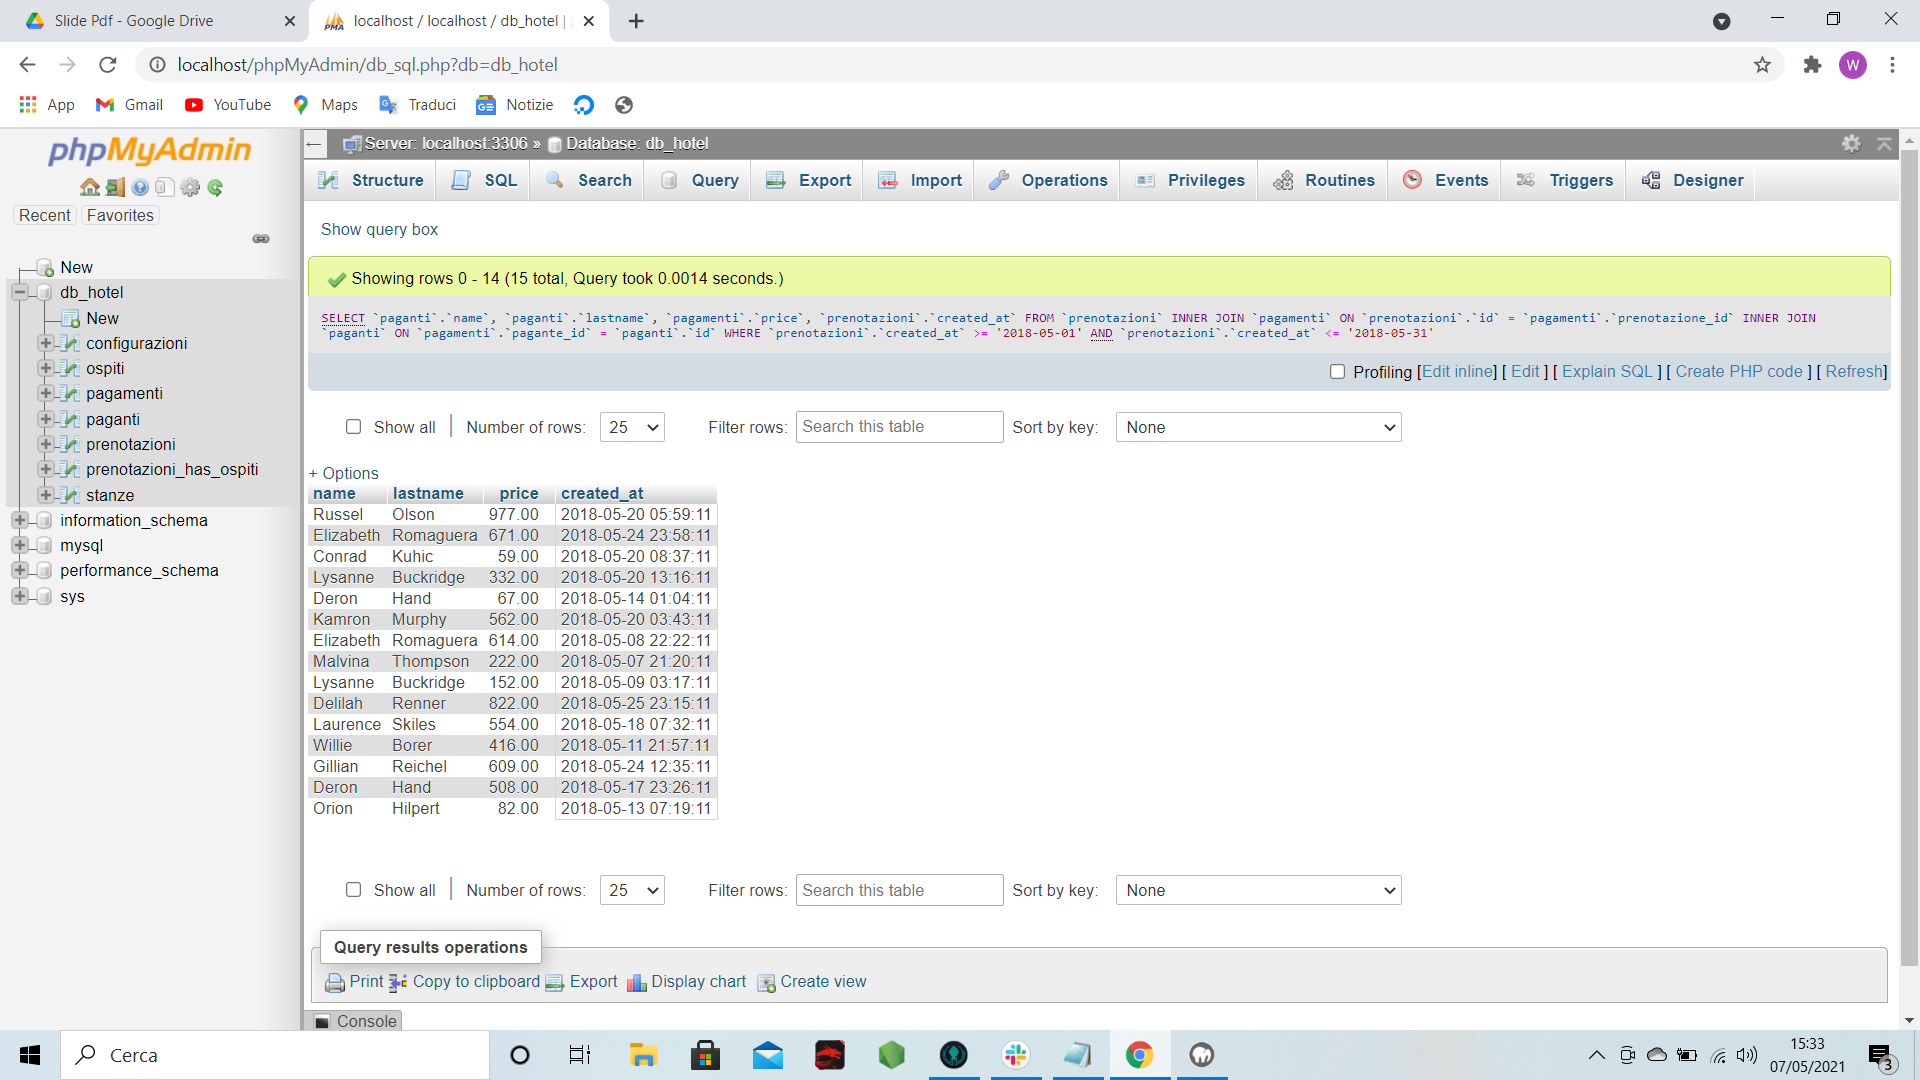 Slide Pdf - Google Drive
localhost / localhost / db_hotel |
localhost/phpMyAdmin/db_sql.php?db=db_hotel
W
App Gmail YouTube Maps Traduci Notizie
phpMyAdmin
Recent Favorites
New
db_hotel
New
configurazioni
ospiti
pagamenti
paganti
prenotazioni
prenotazioni_has_ospiti
stanze
information_schema
mysql
performance_schema
sys
Server: localhost:3306 » Database: db_hotel
Structure SQL Search Query Export Import Operations Privileges Routines Events Triggers Designer
Show query box
Showing rows 0 - 14 (15 total, Query took 0.0014 seconds.)
SELECT `paganti`.`name`, `paganti`.`lastname`, `pagamenti`.`price`, `prenotazioni`.`created_at` FROM `prenotazioni` INNER JOIN `pagamenti` ON `prenotazioni`.`id` = `pagamenti`.`prenotazione_id` INNER JOIN
`paganti` ON `pagamenti`.`pagante_id` = `paganti`.`id` WHERE `prenotazioni`.`created_at` >= '2018-05-01' AND `prenotazioni`.`created_at` <= '2018-05-31'
Profiling [Edit inline] [ Edit ] [ Explain SQL ] [ Create PHP code ] [ Refresh]
Show all | Number of rows: 25 Filter rows: Search this table Sort by key: None
+ Options
name lastname price created_at
Russel Olson 977.00 2018-05-20 05:59:11
Elizabeth Romaguera 671.00 2018-05-24 23:58:11
Conrad Kuhic 59.00 2018-05-20 08:37:11
Lysanne Buckridge 332.00 2018-05-20 13:16:11
Deron Hand 67.00 2018-05-14 01:04:11
Kamron Murphy 562.00 2018-05-20 03:43:11
Elizabeth Romaguera 614.00 2018-05-08 22:22:11
Malvina Thompson 222.00 2018-05-07 21:20:11
Lysanne Buckridge 152.00 2018-05-09 03:17:11
Delilah Renner 822.00 2018-05-25 23:15:11
Laurence Skiles 554.00 2018-05-18 07:32:11
Willie Borer 416.00 2018-05-11 21:57:11
Gillian Reichel 609.00 2018-05-24 12:35:11
Deron Hand 508.00 2018-05-17 23:26:11
Orion Hilpert 82.00 2018-05-13 07:19:11
Show all | Number of rows: 25 Filter rows: Search this table Sort by key: None
Query results operations
Print Copy to clipboard Export Display chart Create view
Console
Cerca
15:33
07/05/2021
3